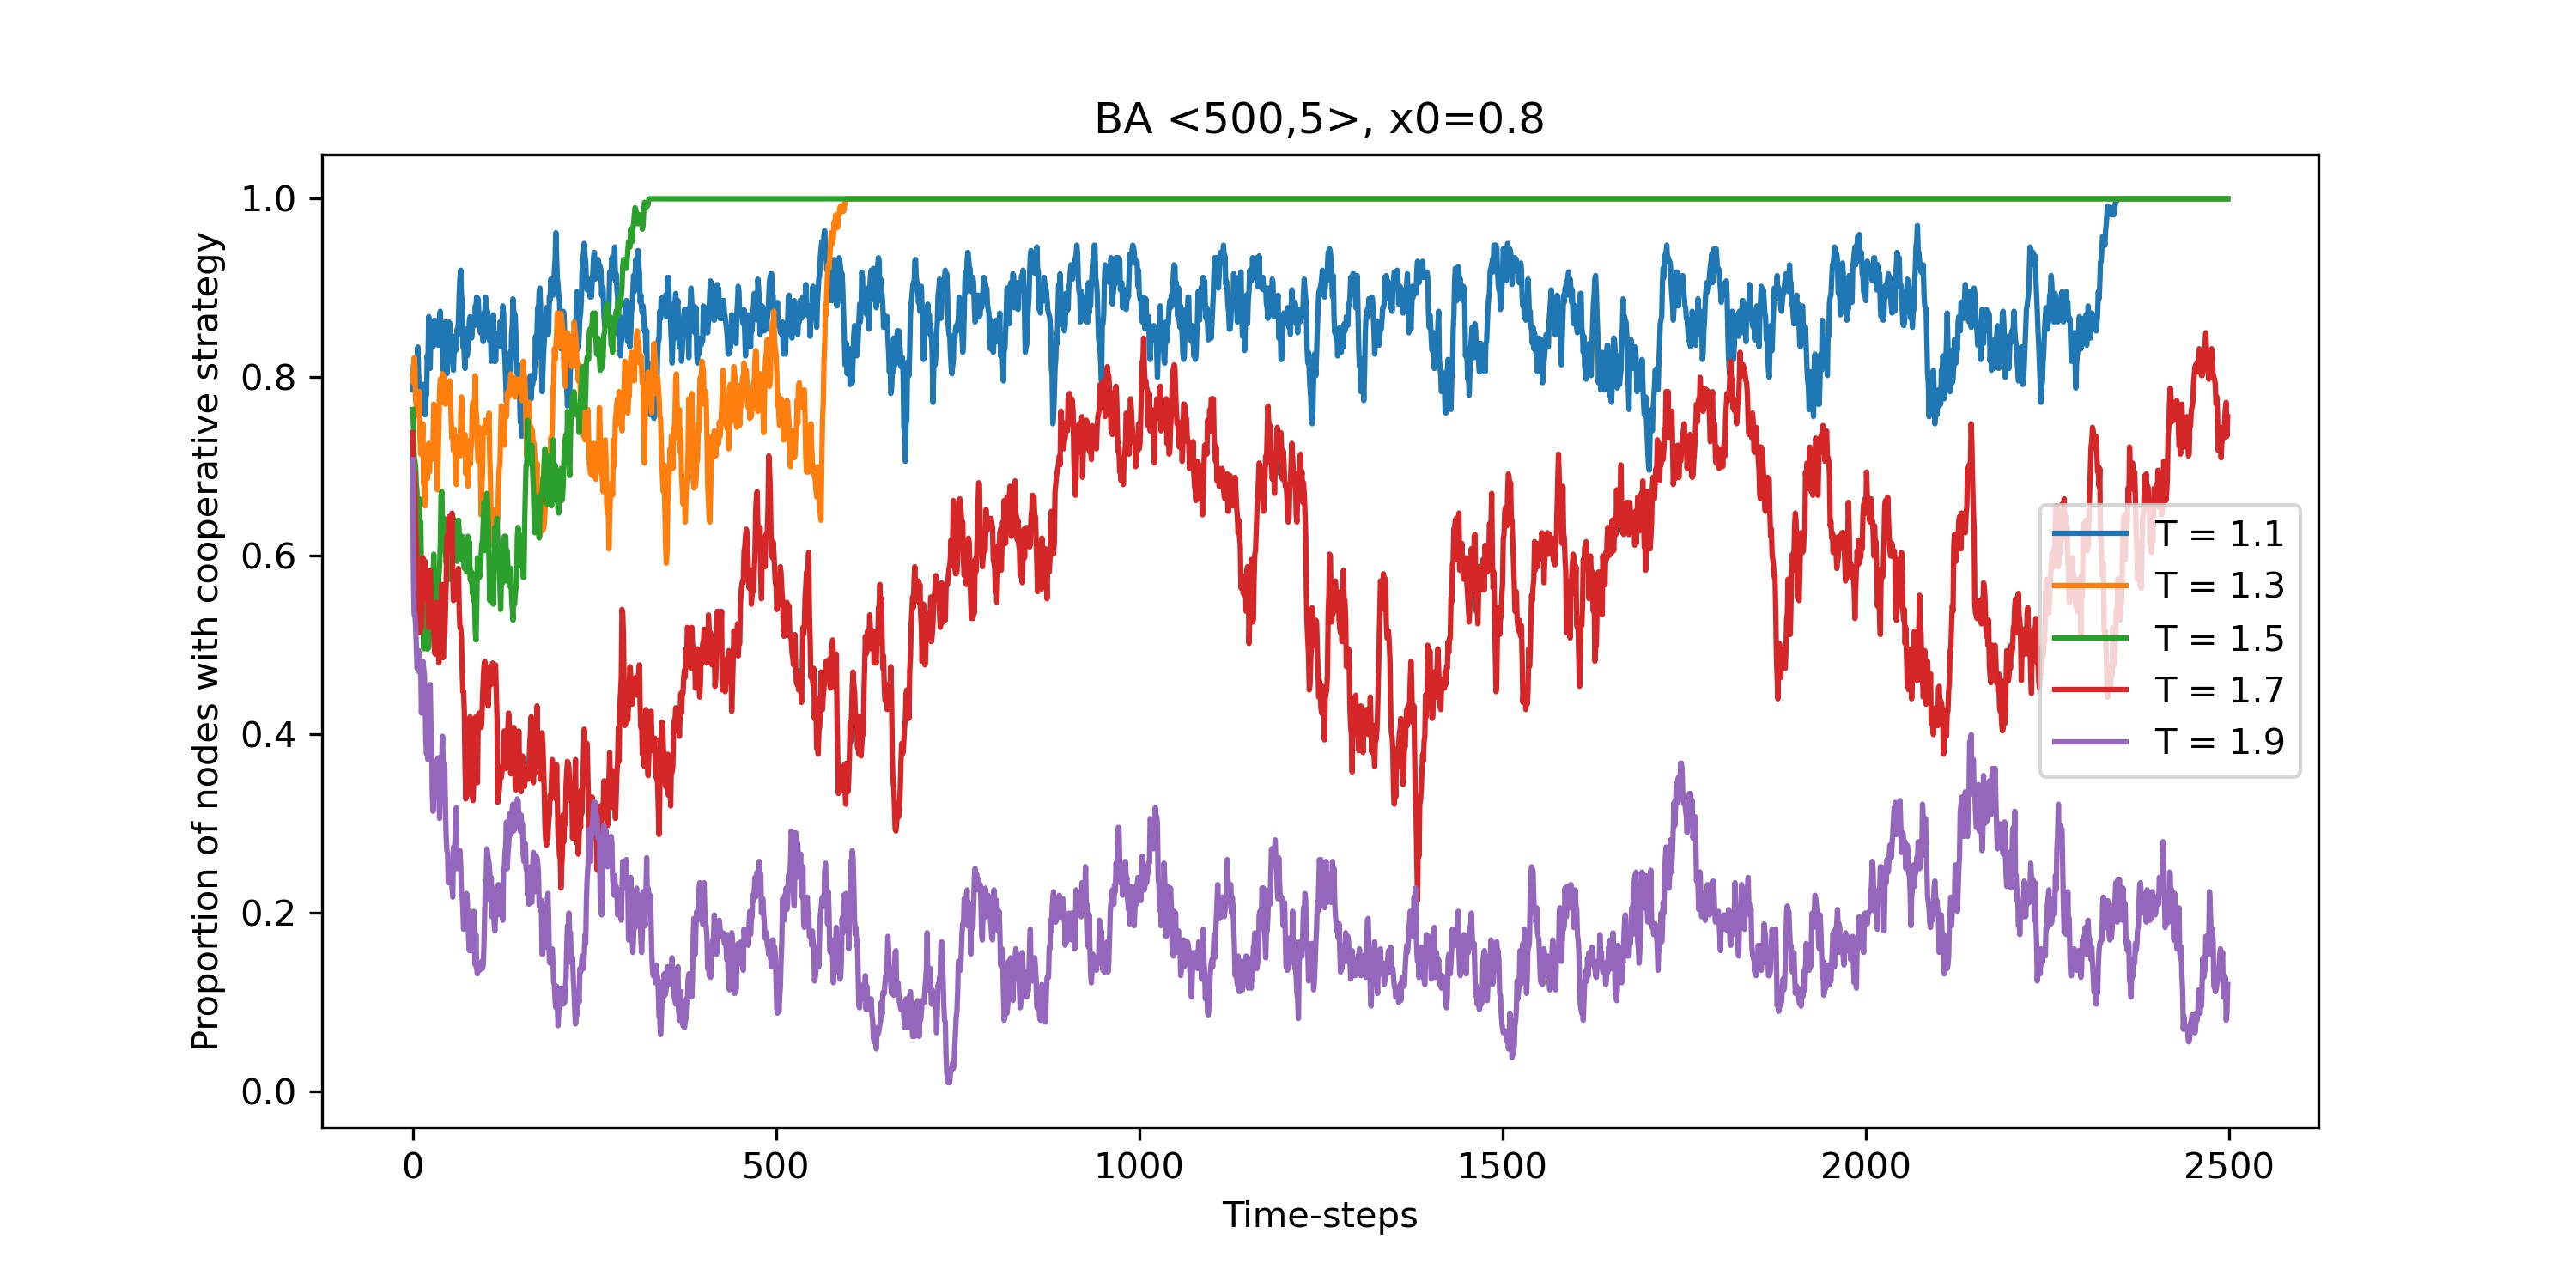 BA <500,5>, x0=0.8
Proportion of nodes with cooperative strategy
1.0
0.8
0.6
0.4
0.2
0.0
T = 1.1
T = 1.3
T = 1.5
T = 1.7
T = 1.9
0 500 1000 1500 2000 2500
Time-steps